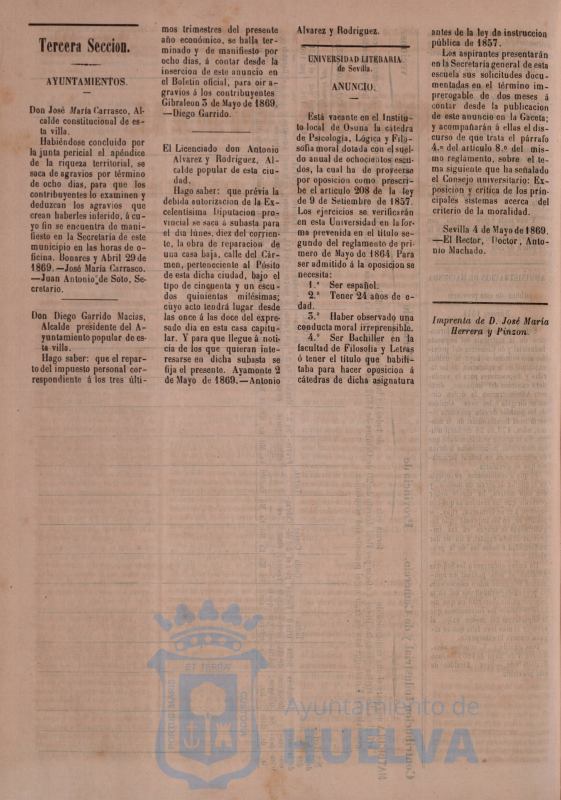 Tercera Seccion.
AYUNTAMIENTOS.
Don José María Carrasco, Al-
calde constitucional de es-
ta villa.
Habiéndose concluido por
la junta pericial el apéndice
de la riqueza territorial, se
saca de agravios por término
de ocho dias, para que los
contribuyentes lo examinen y
deduzcan los agravios que
crean haberles inferido, á cu-
yo fin se encuentra de mani-
fiesto en la Secretaría de este
municipio en las horas de o-
ficina. Bonares y Abril 29 de
1869.—José María Carrasco.
—Juan Antonio de Soto, Se-
cretario.
Don Diego Garrido Macias,
Alcalde presidente del A-
yuntamiento popular de es-
ta villa.
Hago saber: que el repar-
to del impuesto personal cor-
respondiente á los tres últi-
mos trimestres del presente
año económico, se halla ter-
minado y de manifiesto por
ocho dias, á contar desde la
insercion de este anuncio en
el Boletin oficial, para oir a-
gravios á los contribuyentes
Gibraleon 3 de Mayo de 1869.
—Diego Garrido.
El Licenciado don Antonio
Alvarez y Rodriguez, Al-
calde popular de esta ciu-
dad.
Hago saber: que prévia la
debida autorizacion de la Ex-
celentísima Diputacion pro-
vincial se saca á subasta para
el dia lúnes, diez del corrien-
te, la obra de reparacion de
una casa baja, calle del Cár-
men, perteneciente al Pósito
de esta dicha ciudad, bajo el
tipo de cinquenta y un escu-
dos quinientas milésimas;
cuyo acto tendrá lugar desde
las once á las doce del expre-
sado dia en esta casa capitu-
lar. Y para que llegue á noti-
cia de los que quieran inte-
resarse en dicha subasta se
fija el presente. Ayamonte 2
de Mayo de 1869.—Antonio
Alvarez y Rodriguez.
UNIVERSIDAD LITERARIA
de Sevilla.
ANUNCIO.
Está vacante en el Institu-
to local de Osuna la cátedra
de Psicologia, Lógica y Filo-
sofía moral dotada con el suel-
do anual de ochocientos escu-
dos, la cual ha de proveerse
por oposicion como prescri-
be el artículo 208 de la ley
de 9 de Setiembre de 1857.
Los ejercicios se verificarán
en esta Universidad en la for-
ma prevenida en el título se-
gundo del reglamento de pri-
mero de Mayo de 1864. Para
ser admitido á la oposicion se
necesita:
1.° Ser español.
2.° Tener 24 años de e-
dad.
3.° Haber observado una
conducta moral irreprensible.
4.° Ser Bachiller en la
facultad de Filosofía y Letras
ó tener el título que habili-
taba para hacer oposicion á
cátedras de dicha asignatura
antes de la ley de instruccion
pública de 1857.
Los aspirantes presentarán
en la Secretaría general de esta
escuela sus solicitudes docu-
mentadas en el término im-
prorogable de dos meses á
contar desde la publicacion
de este anuncio en la Gaceta;
y acompañarán á ellas el dis-
curso de que trata el párrafo
4.° del artículo 8.° del mis-
mo reglamento, sobre el te-
ma siguiente que ha señalado
el Consejo universitario: Ex-
posicion y crítica de los prin-
cipales sistemas acerca del
criterio de la moralidad.
Sevilla 4 de Mayo de 1869.
—El Rector, Doctor, Anto-
nio Machado.
Imprenta de D. José María
Herrera y Pinzon.
Ayuntamiento de
HUELVA